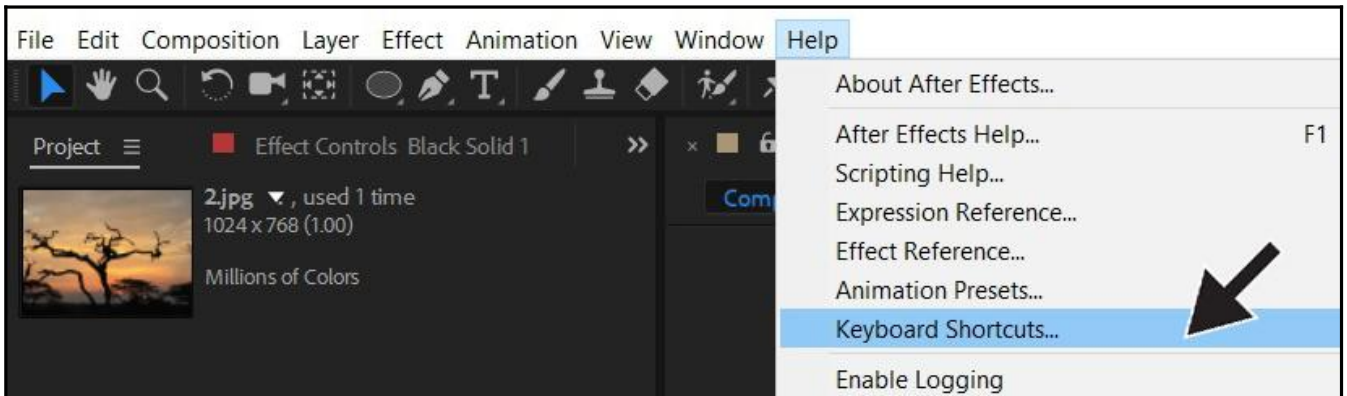 File Edit Composition Layer Effect Animation View Window Help
Project
Effect Controls Black Solid 1
2.jpg , used 1 time
1024 x 768 (1.00)
Millions of Colors
About After Effects...
After Effects Help... F1
Scripting Help...
Expression Reference...
Effect Reference...
Animation Presets...
Keyboard Shortcuts...
Enable Logging